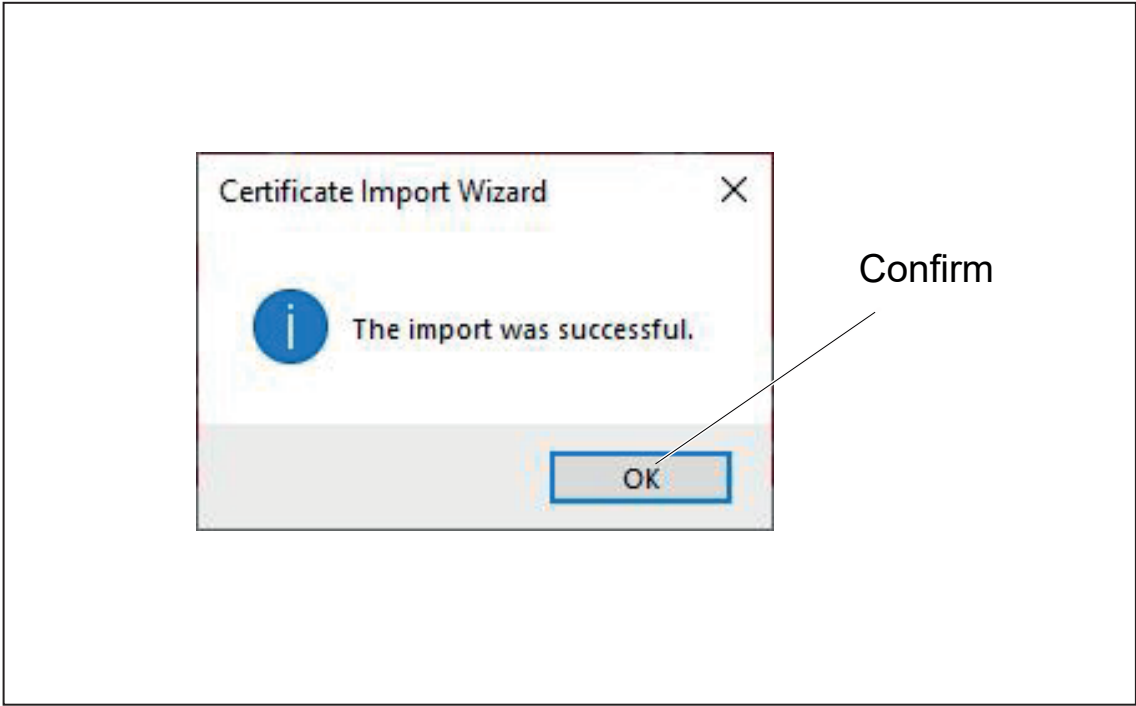 Certificate Import Wizard
Confirm
The import was successful.
OK